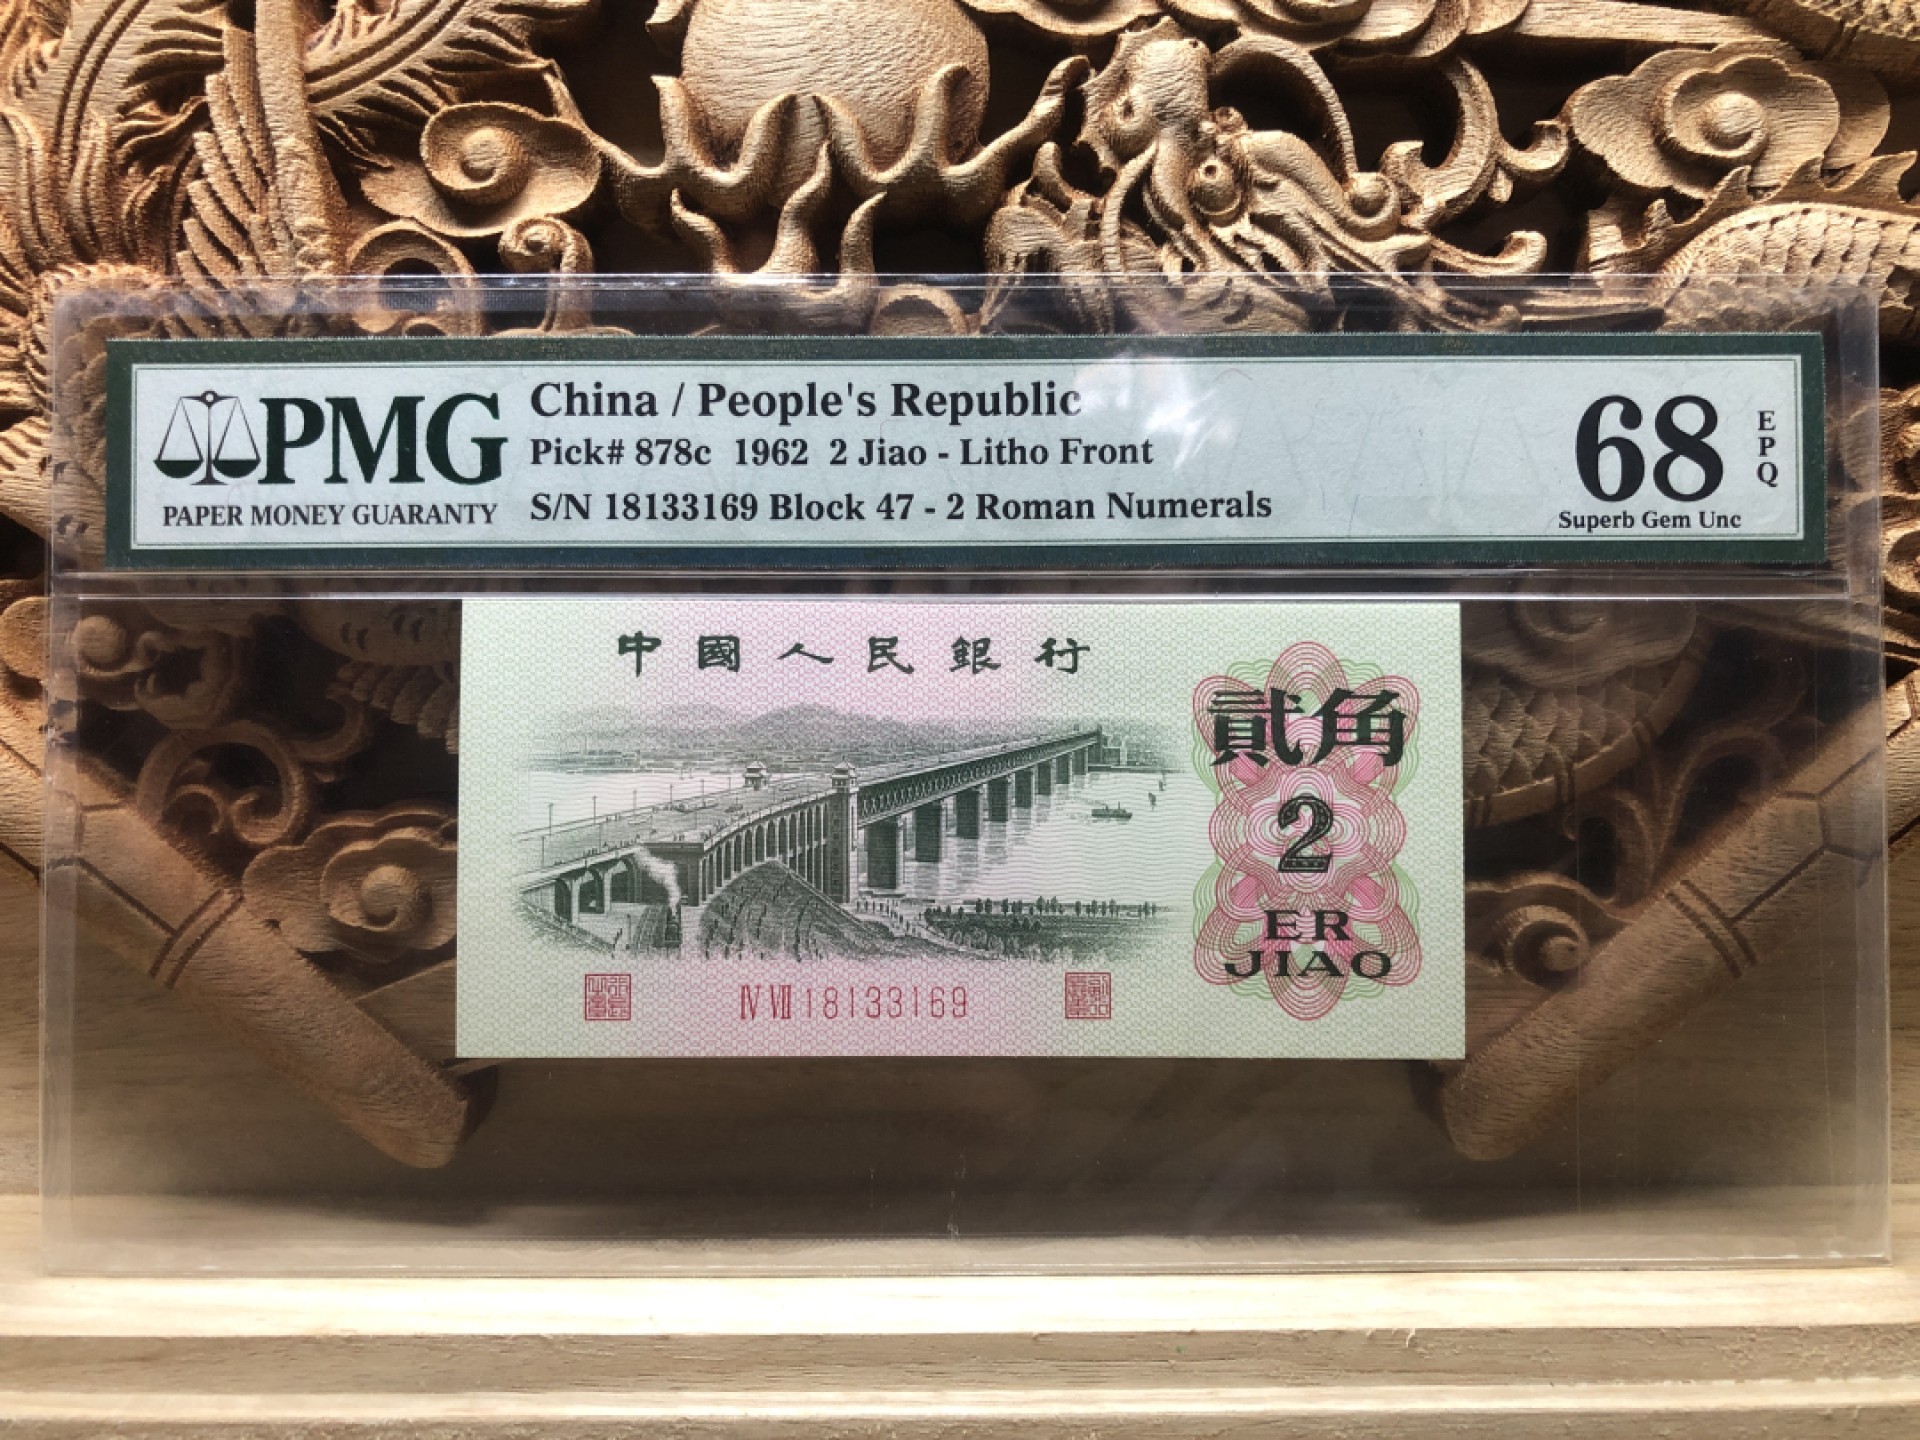 PMG
PAPER MONEY GUARANTY
China / People's Republic
Pick# 878c 1962 2 Jiao - Litho Front
S/N 18133169 Block 47 - 2 Roman Numerals
68 EPQ
Superb Gem Unc
中國人民銀行
貳角
2
ER
JIAO
IV VII 18133169